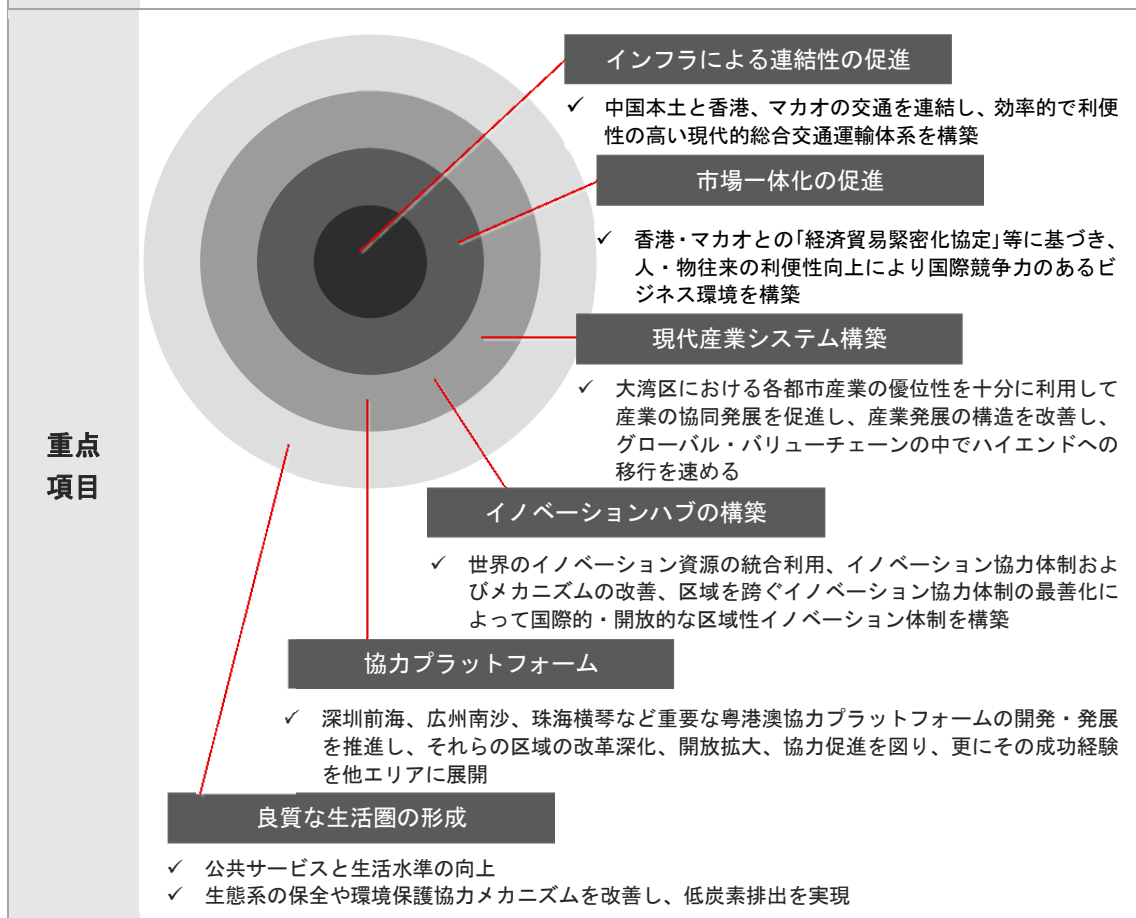 重点
項目
インフラによる連結性の促進
✓ 中国本土と香港、マカオの交通を連結し、効率的で利便
性の高い現代的総合交通運輸体系を構築
市場一体化の促進
✓ 香港・マカオとの「経済貿易緊密化協定」等に基づき、
人・物往来の利便性向上により国際競争力のあるビ
ジネス環境を構築
現代産業システム構築
✓ 大湾区における各都市産業の優位性を十分に利用して
産業の協同発展を促進し、産業発展の構造を改善し、
グローバル・バリューチェーンの中でハイエンドへの
移行を速める
イノベーションハブの構築
✓ 世界のイノベーション資源の統合利用、イノベーション協力体制およ
びメカニズムの改善、区域を跨ぐイノベーション協力体制の最善化に
よって国際的・開放的な区域性イノベーション体制を構築
協力プラットフォーム
✓ 深圳前海、広州南沙、珠海横琴など重要な粤港澳協力プラットフォームの開発・発展
を推進し、それらの区域の改革深化、開放拡大、協力促進を図り、更にその成功経験
を他エリアに展開
良質な生活圏の形成
✓ 公共サービスと生活水準の向上
✓ 生態系の保全や環境保護協力メカニズムを改善し、低炭素排出を実現